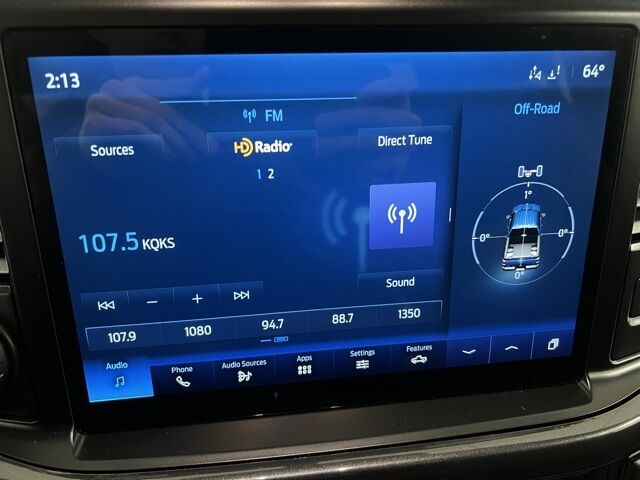 2:13
64°
FM
Off-Road
Sources
HD Radio
Direct Tune
1 2
1°
107.5 KQKS
0°
0°
0°
Sound
107.9
1080
94.7
88.7
1350
Audio
Phone
Audio Sources
Apps
Settings
Features